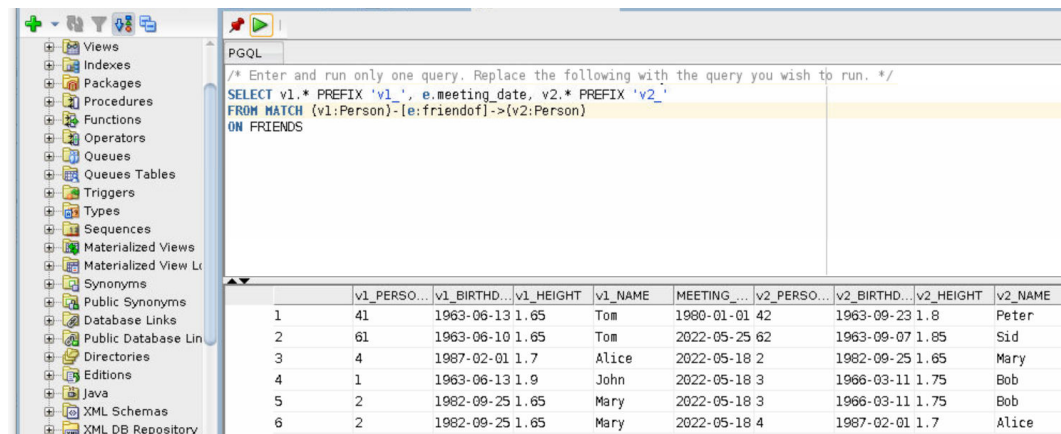 Views
Indexes
Packages
Procedures
Functions
Operators
Queues
Queues Tables
Triggers
Types
Sequences
Materialized Views
Materialized View Lo
Synonyms
Public Synonyms
Database Links
Public Database Lin
Directories
Editions
Java
XML Schemas
XML DB Repository
PGQL
/* Enter and run only one query. Replace the following with the query you wish to run. */
SELECT v1.* PREFIX 'v1_', e.meeting_date, v2.* PREFIX 'v2_'
FROM MATCH (v1:Person)-[e:friendof]->(v2:Person)
ON FRIENDS
v1_PERSO... v1_BIRTHD... v1_HEIGHT v1_NAME MEETING_... v2_PERSO... v2_BIRTHD... v2_HEIGHT v2_NAME
1 41 1963-06-13 1.65 Tom 1980-01-01 42 1963-09-23 1.8 Peter
2 61 1963-06-10 1.65 Tom 2022-05-25 62 1963-09-07 1.85 Sid
3 4 1987-02-01 1.7 Alice 2022-05-18 2 1982-09-25 1.65 Mary
4 1 1963-06-13 1.9 John 2022-05-18 3 1966-03-11 1.75 Bob
5 2 1982-09-25 1.65 Mary 2022-05-18 3 1966-03-11 1.75 Bob
6 2 1982-09-25 1.65 Mary 2022-05-18 4 1987-02-01 1.7 Alice